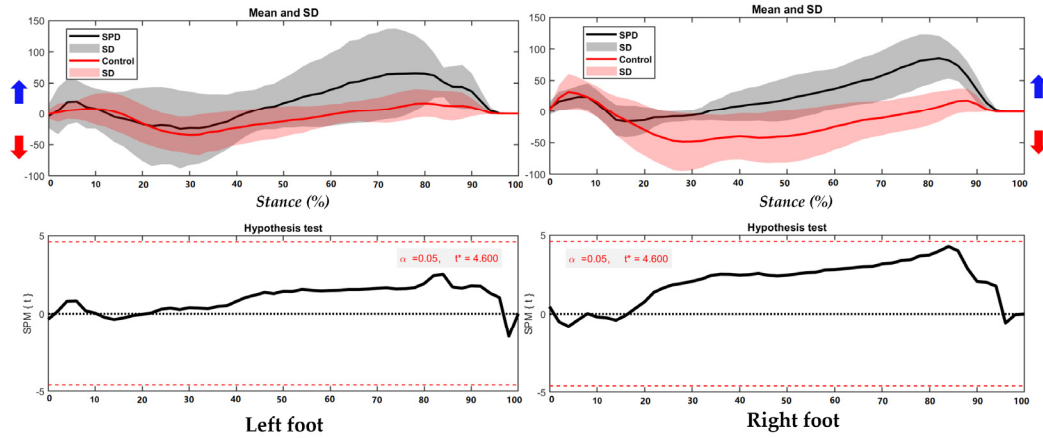 Mean and SD
150
100
50
0
-50
-100
SPD
SD
Control
SD
0 10 20 30 40 50 60 70 80 90 100
Stance (%)
Mean and SD
150
100
50
0
-50
-100
SPD
SD
Control
SD
0 10 20 30 40 50 60 70 80 90 100
Stance (%)
Hypothesis test
5
0
-5
SPM { t }
α =0.05, t* = 4.600
0 10 20 30 40 50 60 70 80 90 100
Left foot
Hypothesis test
5
0
-5
SPM { t }
α =0.05, t* = 4.600
0 10 20 30 40 50 60 70 80 90 100
Right foot